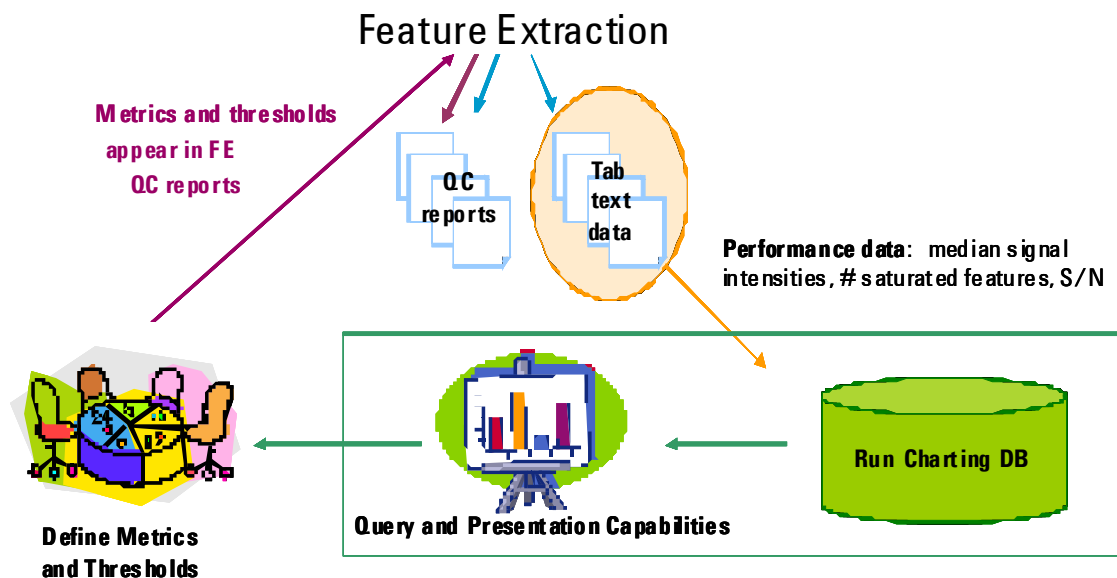 Feature Extraction
Metrics and thresholds
appear in FE
QC reports
QC
reports
Tab
text
data
Performance data: median signal
intensities, # saturated features, S/N
Run Charting DB
Query and Presentation Capabilities
Define Metrics
and Thresholds